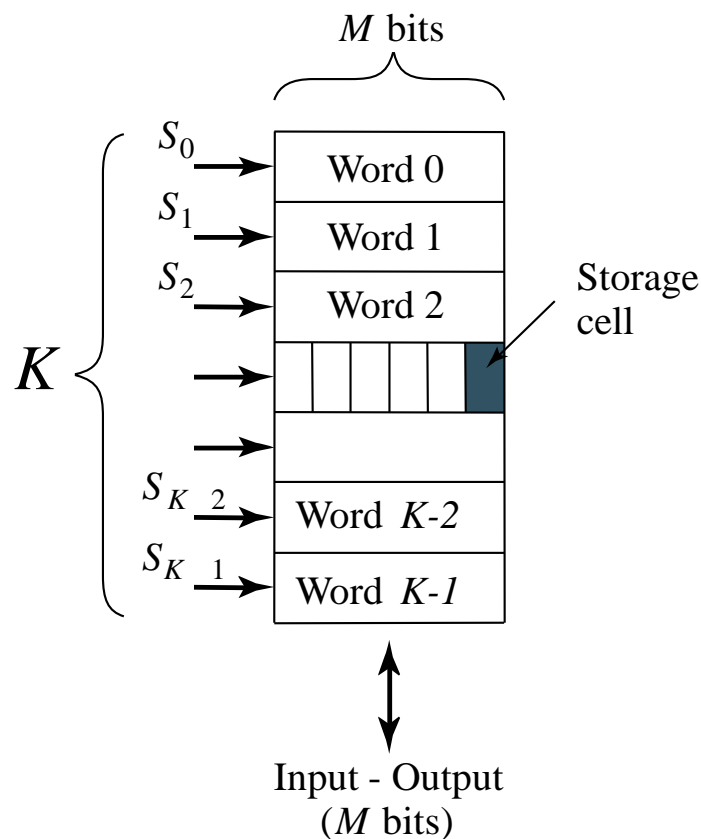 M bits
S0
Word 0
S1
Word 1
S2
Word 2
Storage
cell
K
SK 2
Word K-2
SK 1
Word K-1
Input - Output
(M bits)